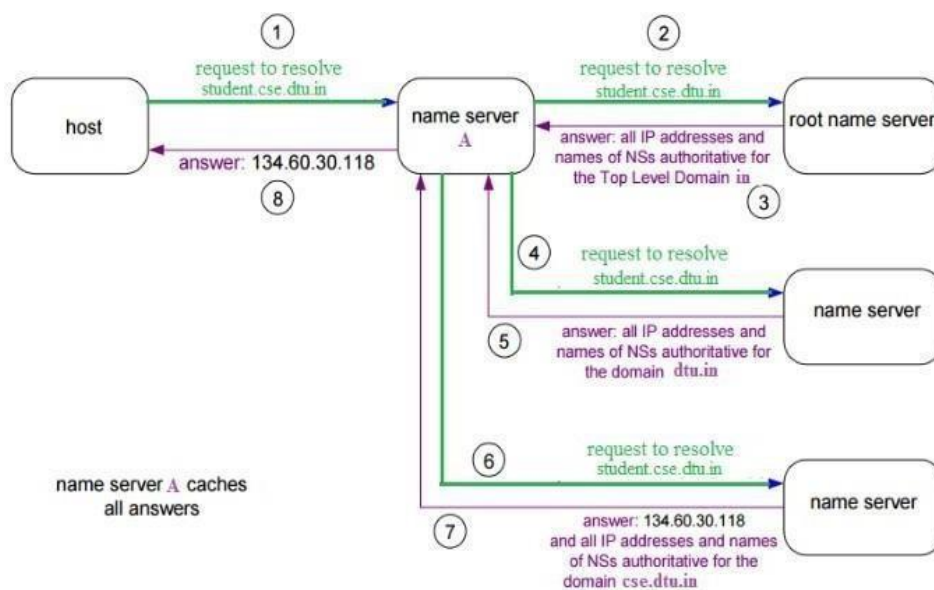 1
request to resolve
student.cse.dtu.in
host
answer: 134.60.30.118
8
name server
A
2
request to resolve
student.cse.dtu.in
answer: all IP addresses and
names of NSs authoritative for
the Top Level Domain in
3
root name server
4
request to resolve
student.cse.dtu.in
5
answer: all IP addresses and
names of NSs authoritative for
the domain dtu.in
name server
6
request to resolve
student.cse.dtu.in
7
answer: 134.60.30.118
and all IP addresses and names
of NSs authoritative for the
domain cse.dtu.in
name server
name server A caches
all answers